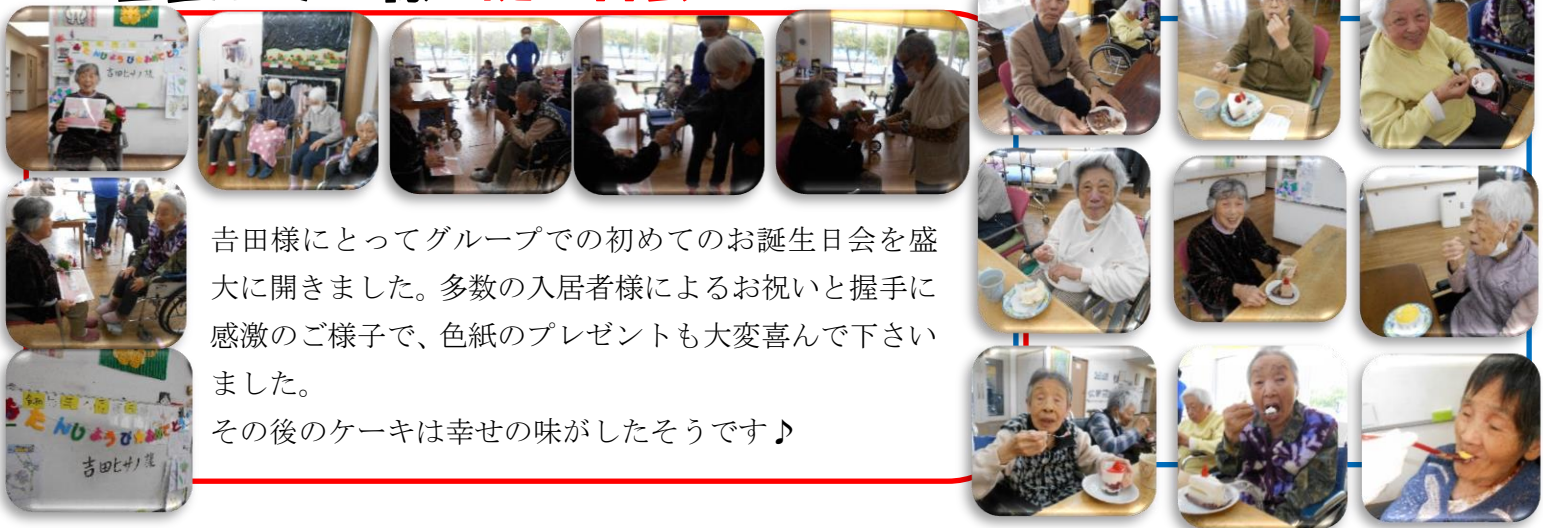 𠮷田様にとってグループでの初めてのお誕生日会を盛
大に開きました。多数の入居者様によるお祝いと握手に
感激のご様子で、色紙のプレゼントも大変喜んで下さい
ました。
その後のケーキは幸せの味がしたそうです♪